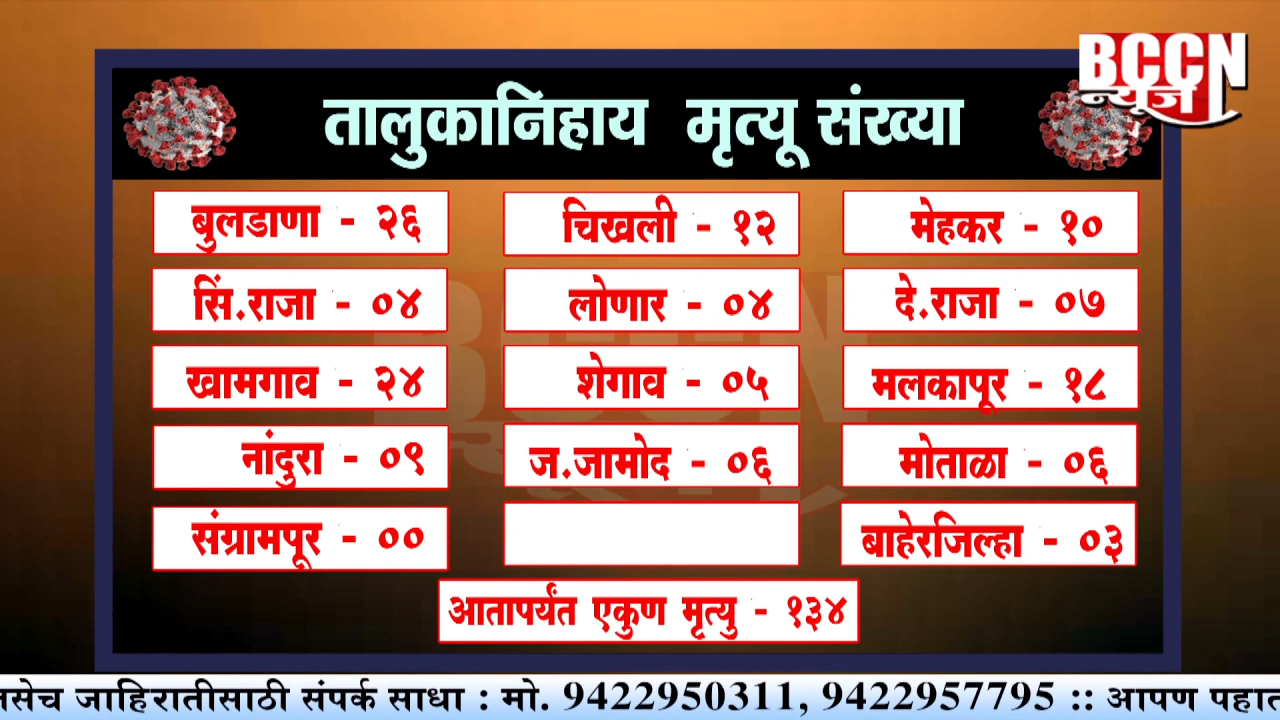 BCCN
न्यूज
तालुकानिहाय मृत्यू संख्या
बुलडाणा - २६
चिखली - १२
मेहकर - १०
सिं.राजा - ०४
लोणार - ०४
दे.राजा - ०७
खामगाव - २४
शेगाव - ०५
मलकापूर - १८
नांदुरा - ०९
ज.जामोद - ०६
मोताळा - ०६
संग्रामपूर - ००
बाहेरजिल्हा - ०३
आतापर्यंत एकुण मृत्यु - १३४
जाहिरातीसाठी संपर्क साधा : मो. 9422950311, 9422957795 :: आपण